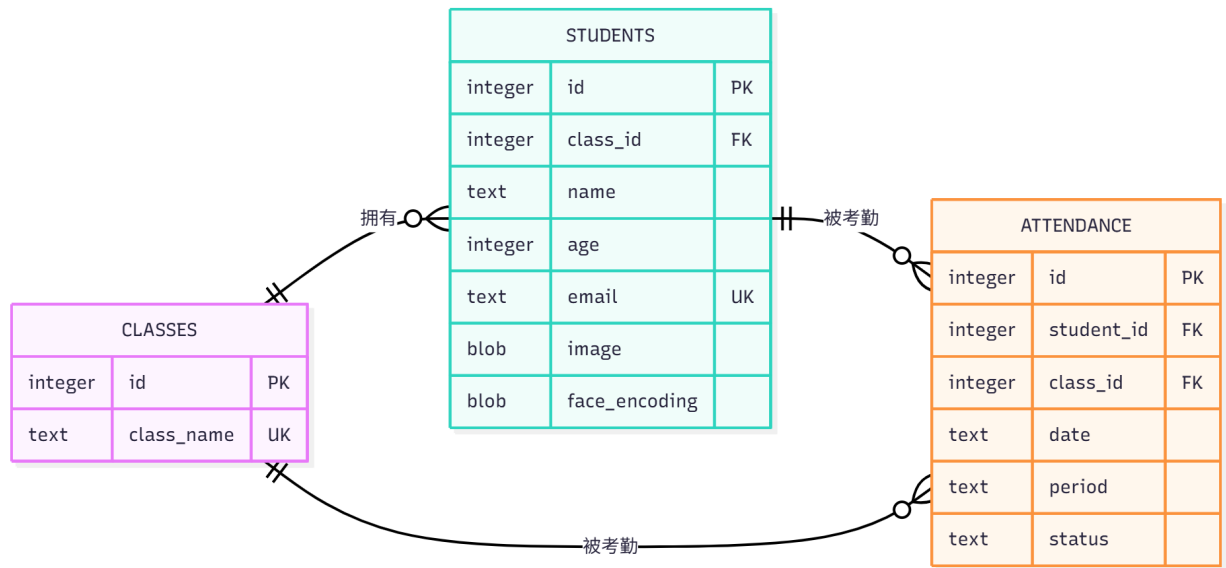 STUDENTS
integer id PK
integer class_id FK
text name
integer age
text email UK
blob image
blob face_encoding
拥有
被考勤
ATTENDANCE
integer id PK
integer student_id FK
integer class_id FK
text date
text period
text status
CLASSES
integer id PK
text class_name UK
被考勤